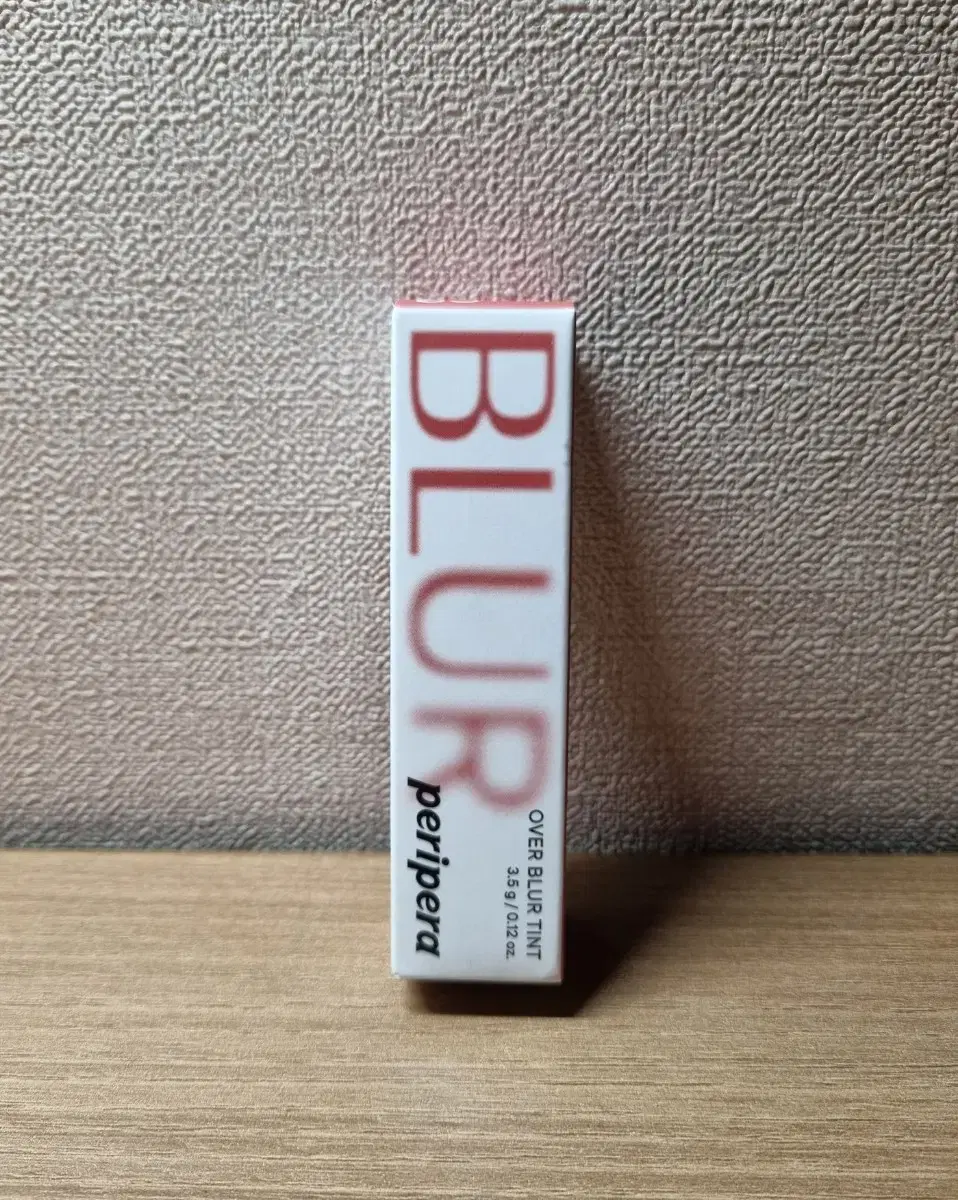 BLUR
OVER BLUR TINT
3.5 g / 0.12 oz.
peripera